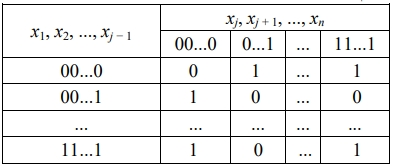 x1, x2, ..., xj – 1
xj, xj + 1, ..., xn
00...0 0...1 ... 11...1
00...0 0 1 ... 1
00...1 1 0 ... 0
... ... ... ... ...
11...1 1 0 ... 1